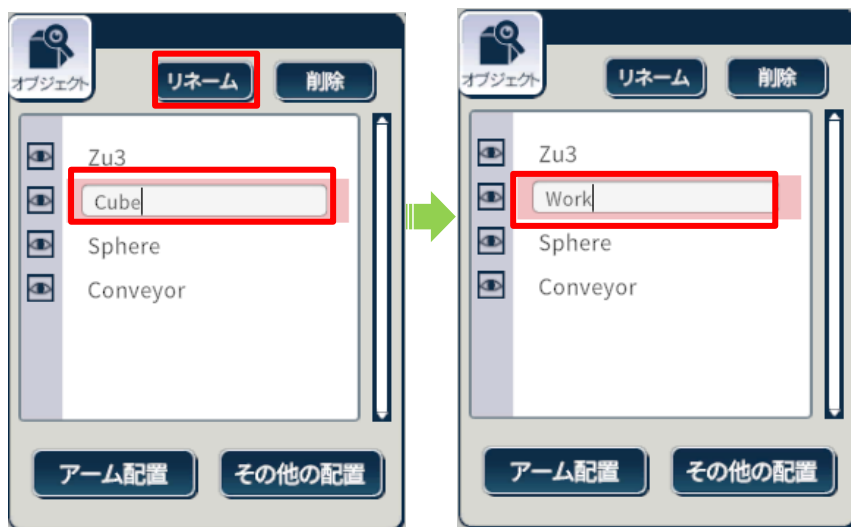 オブジェクト
リネーム
削除
Zu3
Cube
Sphere
Conveyor
アーム配置
その他の配置
オブジェクト
リネーム
削除
Zu3
Work
Sphere
Conveyor
アーム配置
その他の配置